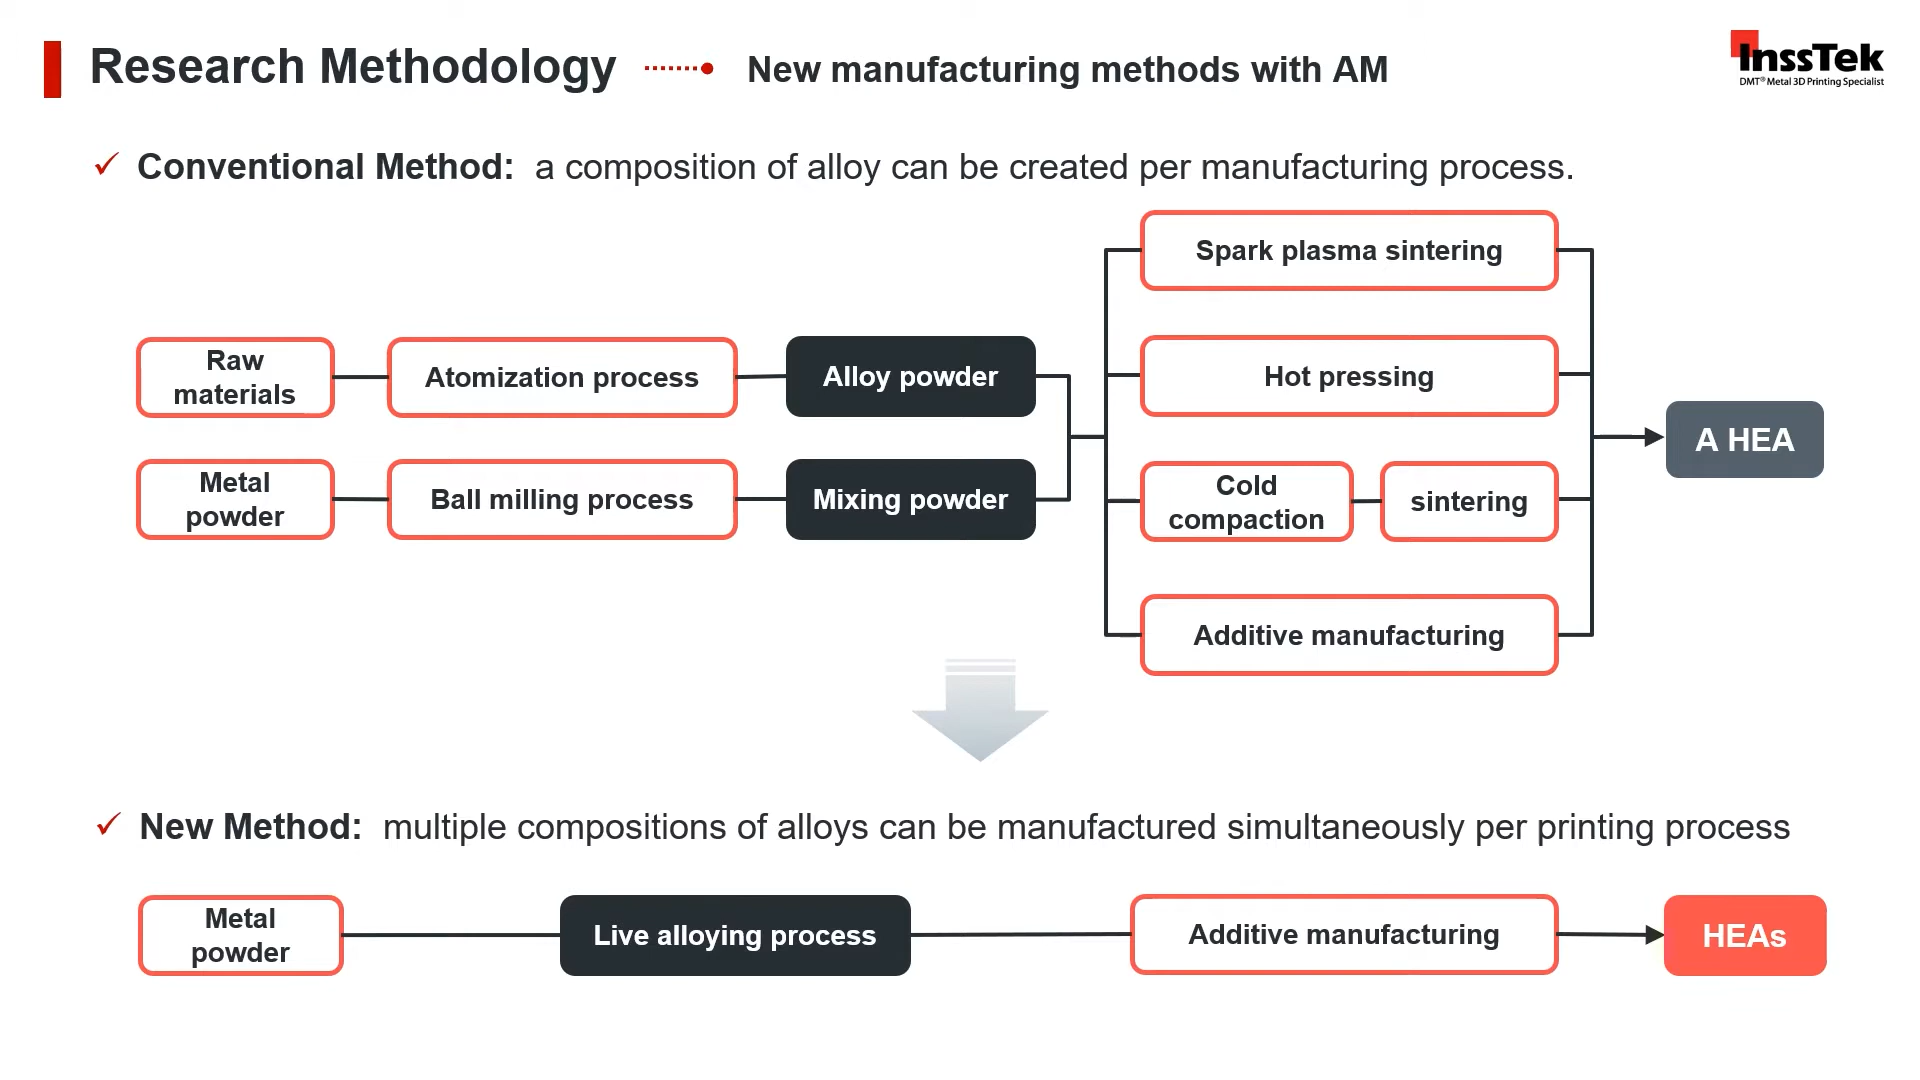 Research Methodology
New manufacturing methods with AM
InssTek
DMT® Metal 3D Printing Specialist
Conventional Method: a composition of alloy can be created per manufacturing process.
Spark plasma sintering
Raw
materials
Atomization process
Alloy powder
Hot pressing
A HEA
Metal
powder
Ball milling process
Mixing powder
Cold
compaction
sintering
Additive manufacturing
New Method: multiple compositions of alloys can be manufactured simultaneously per printing process
Metal
powder
Live alloying process
Additive manufacturing
HEAs